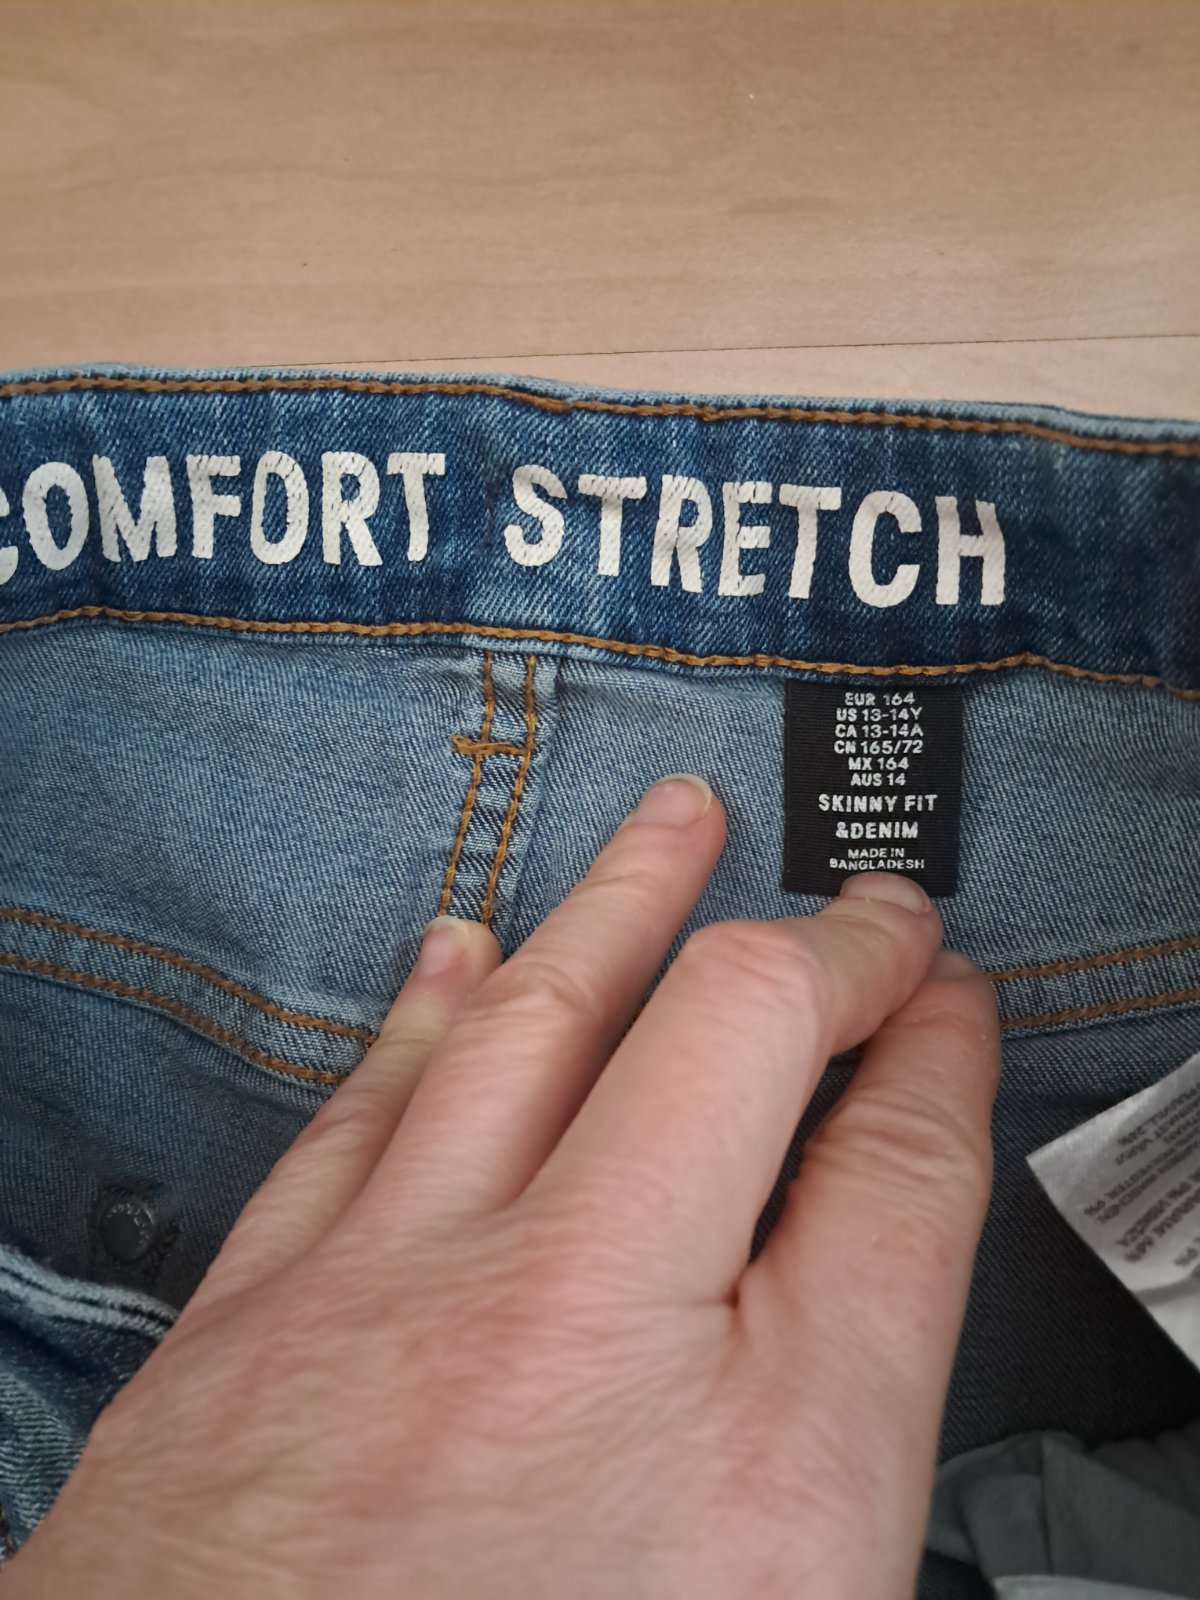 COMFORT STRETCH
EUR 164
US 13-14Y
CA 13-14A
CN 165/72
MX 164
AUS 14
SKINNY FIT
&DENIM
MADE IN
BANGLADESH